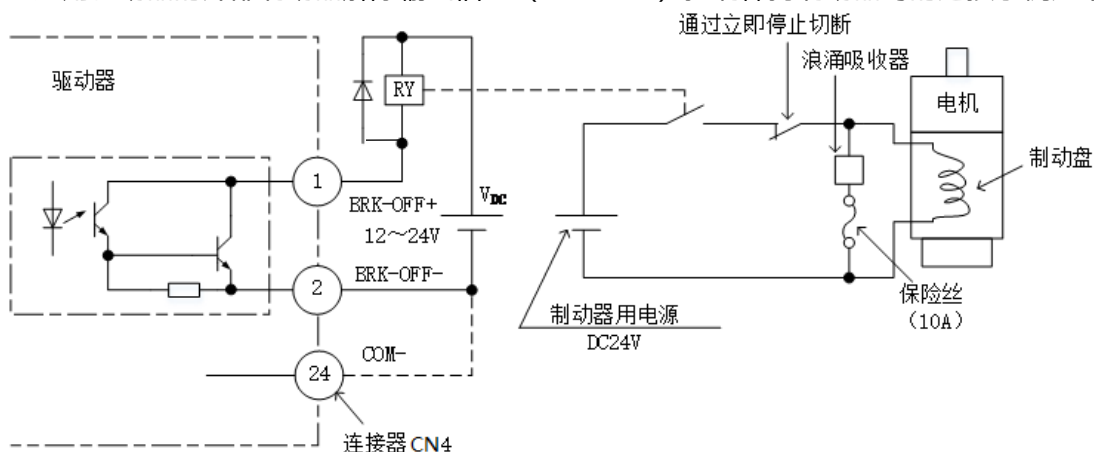 通过立即停止切断
浪涌吸收器
驱动器
RY
电机
制动盘
1
BRK-OFF+
12～24V
VDC
2
BRK-OFF-
保险丝
(10A)
制动器用电源
DC24V
COM-
24
连接器CN4